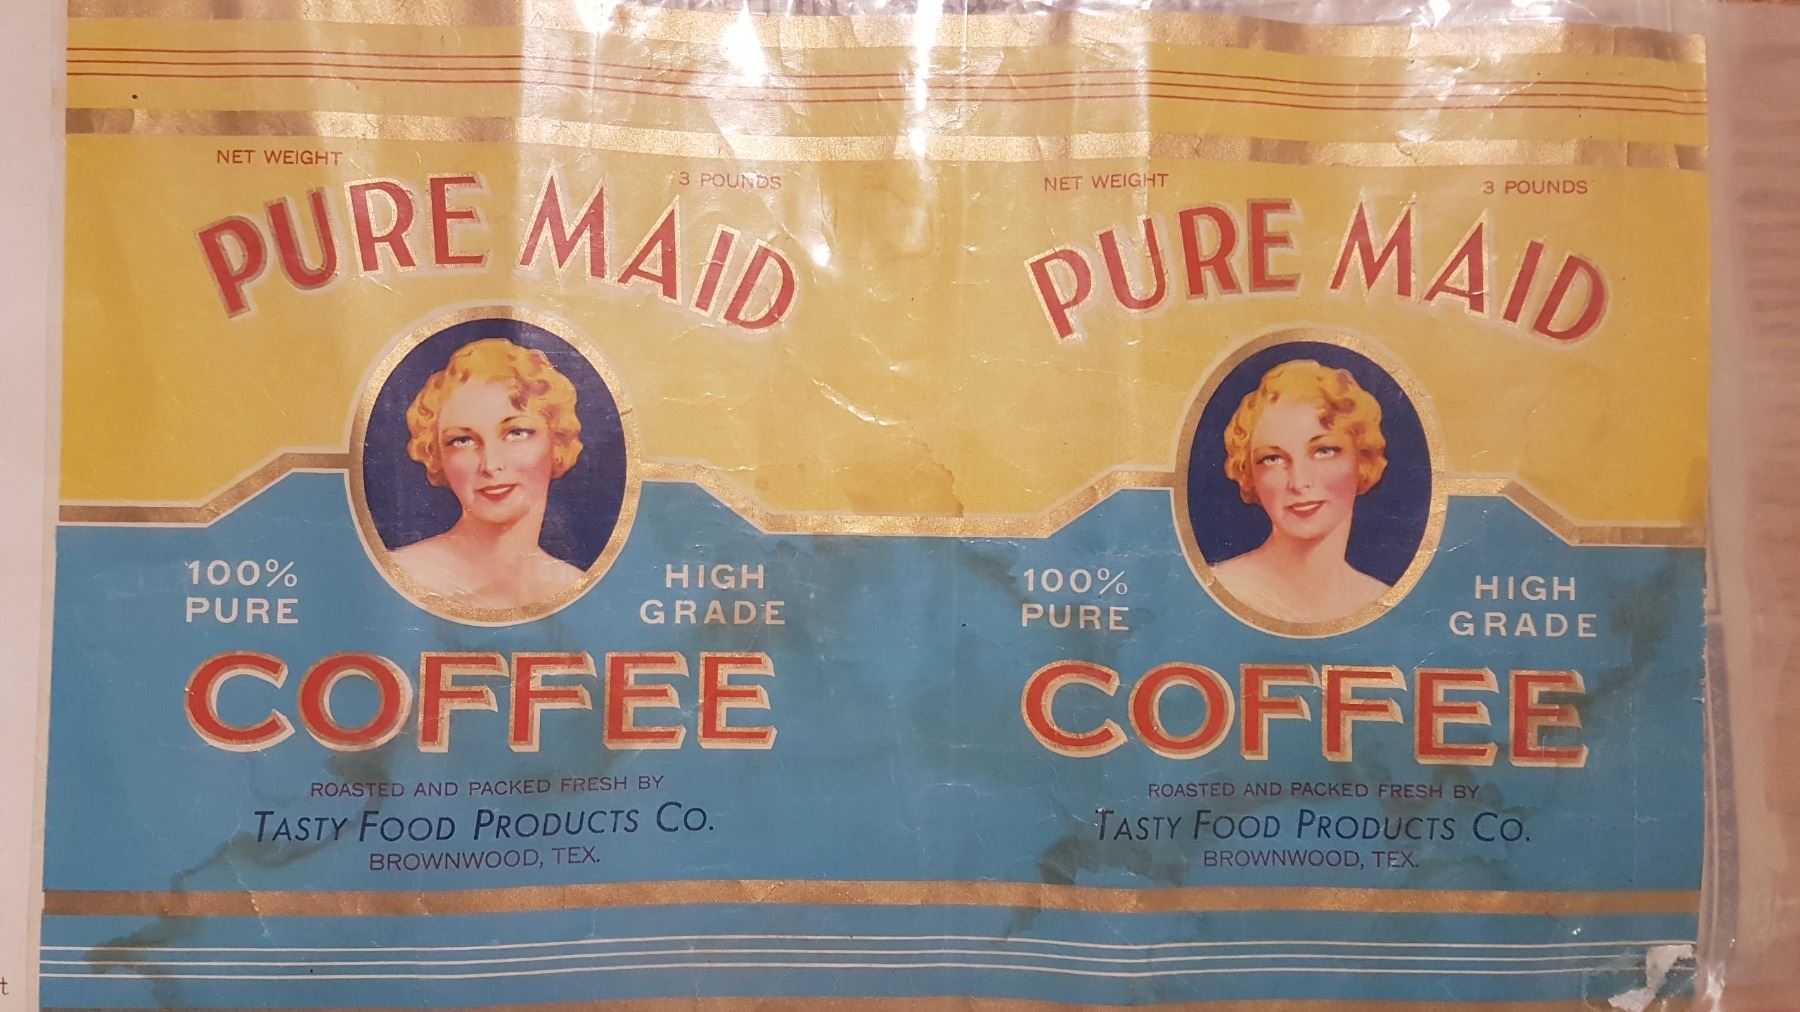 NET WEIGHT
3 POUNDS
PURE MAID
100%
PURE
HIGH
GRADE
COFFEE
ROASTED AND PACKED FRESH BY
TASTY FOOD PRODUCTS CO.
BROWNWOOD, TEX.
NET WEIGHT
3 POUNDS
PURE MAID
100%
PURE
HIGH
GRADE
COFFEE
ROASTED AND PACKED FRESH BY
TASTY FOOD PRODUCTS CO.
BROWNWOOD, TEX.